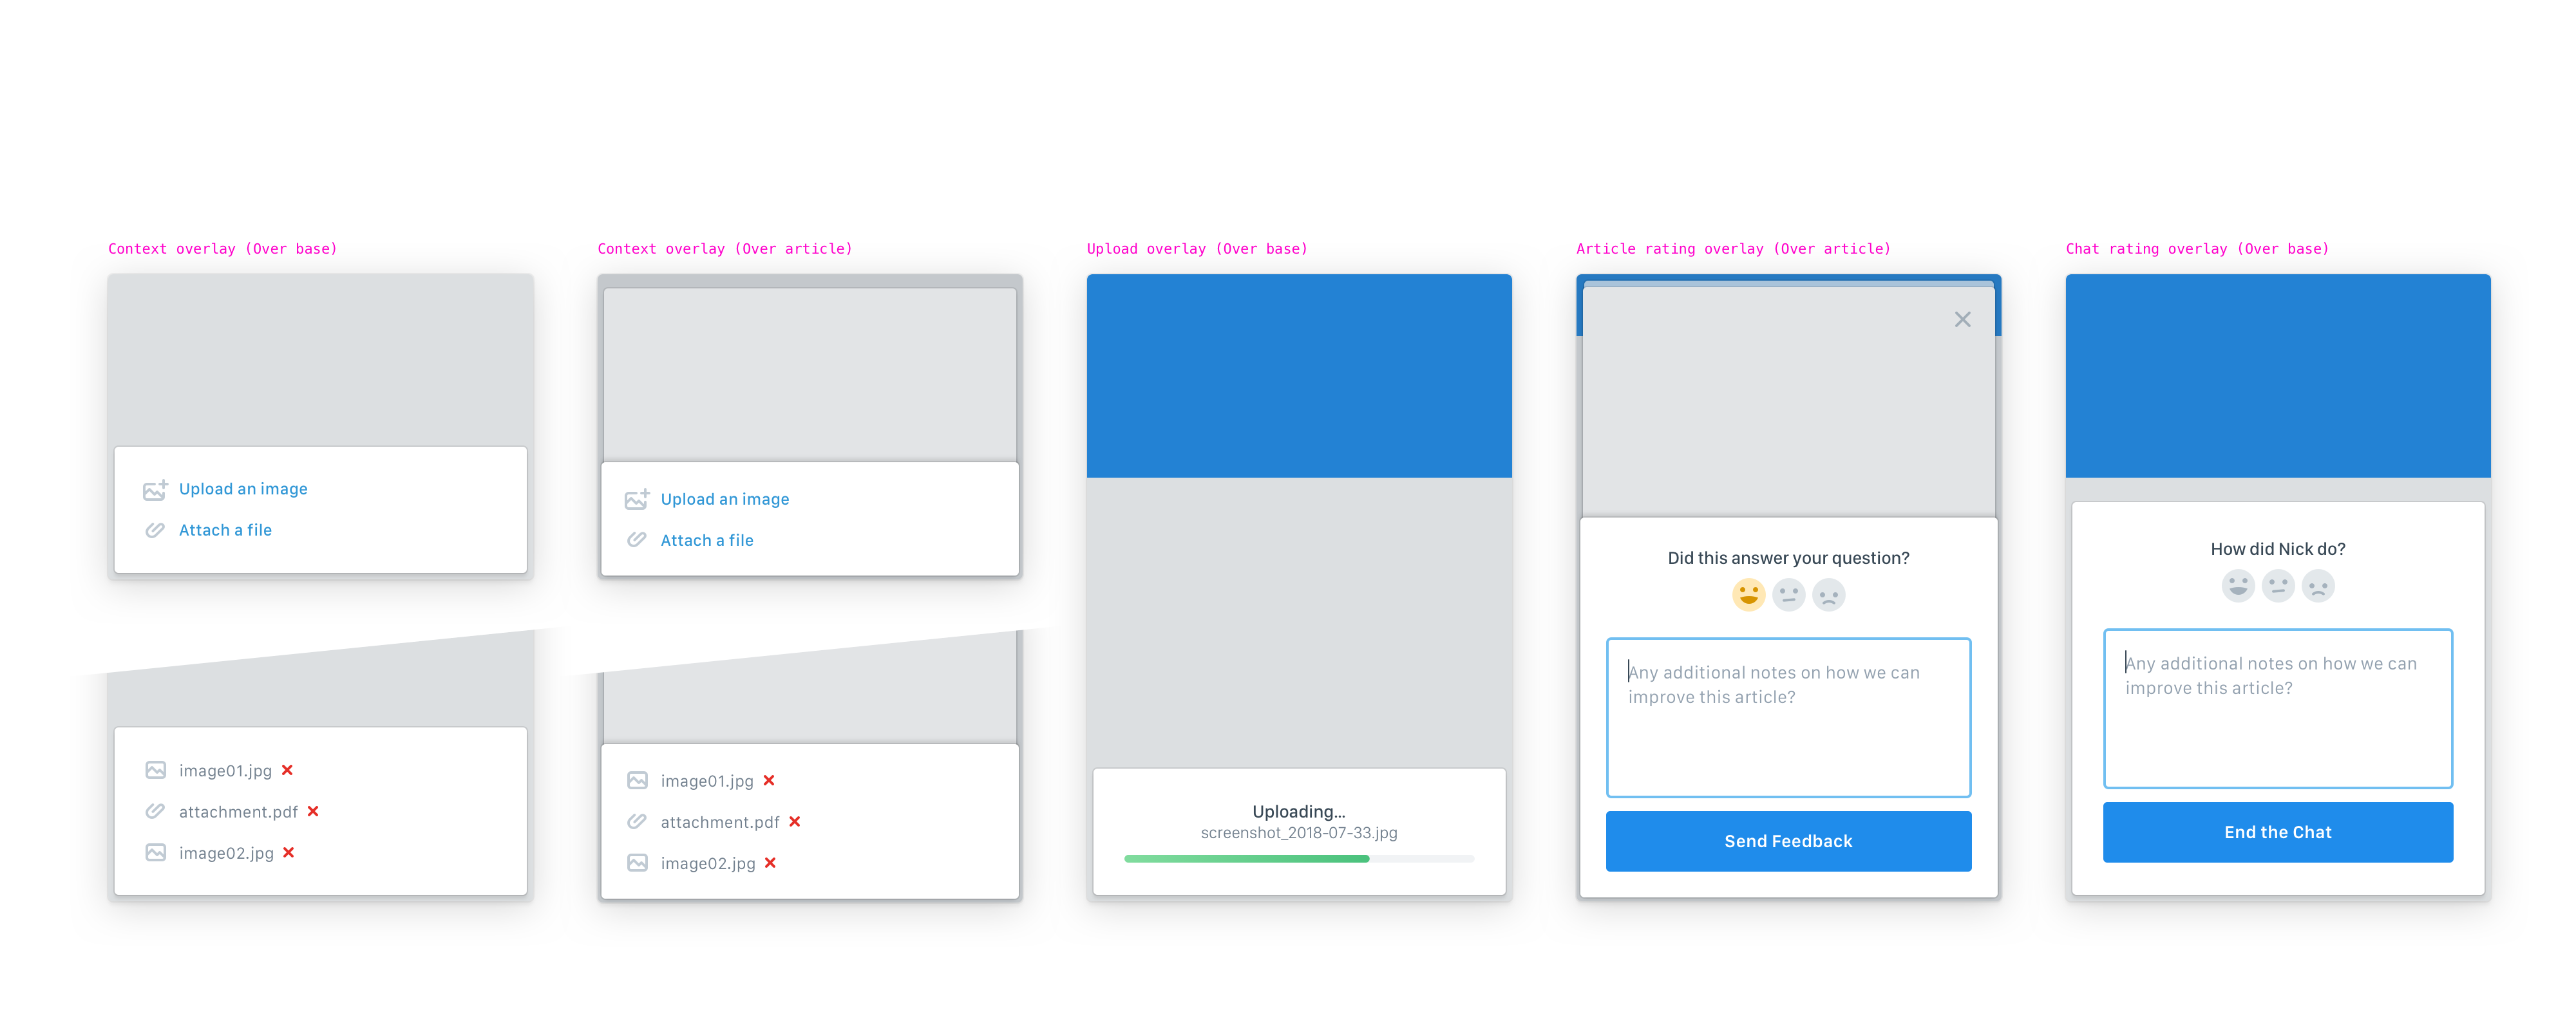 Context overlay (Over base)
Upload an image
Attach a file
image01.jpg
attachment.pdf
image02.jpg
Context overlay (Over article)
Upload an image
Attach a file
image01.jpg
attachment.pdf
image02.jpg
Upload overlay (Over base)
Uploading...
screenshot_2018-07-33.jpg
Article rating overlay (Over article)
Did this answer your question?
Any additional notes on how we can
improve this article?
Send Feedback
Chat rating overlay (Over base)
How did Nick do?
Any additional notes on how we can
improve this article?
End the Chat